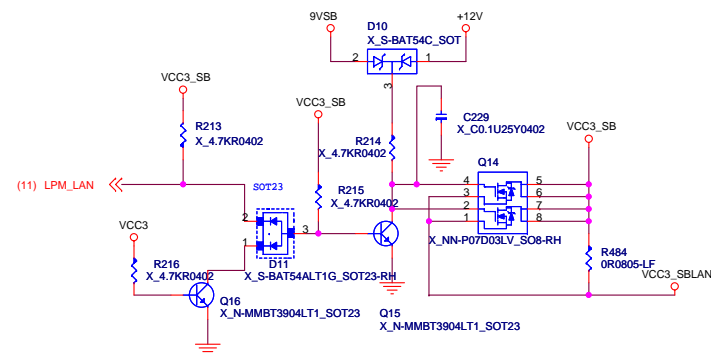 9VSB
+12V
D10
X_S-BAT54C_SOT
2
1
3
VCC3_SB
VCC3_SB
C229
X_C0.1U25Y0402
VCC3_SB
R213
X_4.7KR0402
R214
X_4.7KR0402
Q14
(11) LPM_LAN
SOT23
R215
X_4.7KR0402
4
3
2
1
5
6
7
8
VCC3
2
1
3
X_NN-P07D03LV_SO8-RH
R216
X_4.7KR0402
D11
X_S-BAT54ALT1G_SOT23-RH
R484
0R0805-LF
VCC3_SBLAN
Q16
X_N-MMBT3904LT1_SOT23
Q15
X_N-MMBT3904LT1_SOT23